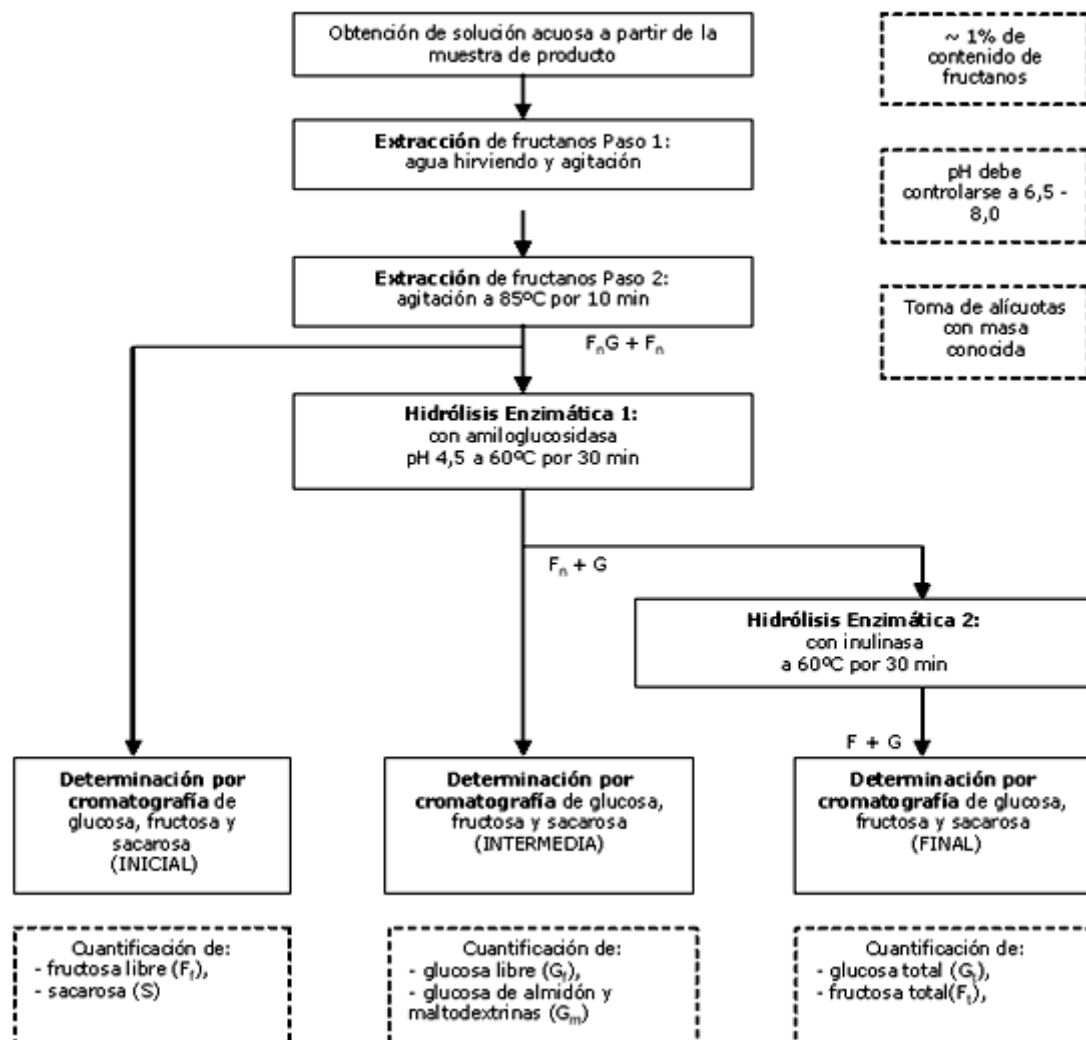 Obtención de solución acuosa a partir de la
muestra de producto
~ 1% de
contenido de
fructanos
Extracción de fructanos Paso 1:
agua hirviendo y agitación
pH debe
controlarse a 6,5 -
8,0
Extracción de fructanos Paso 2:
agitación a 85ºC por 10 min
Toma de alícuotas
con masa
conocida
FnG + Fn
Hidrólisis Enzimática 1:
con amiloglucosidasa
pH 4,5 a 60ºC por 30 min
Fn + G
Hidrólisis Enzimática 2:
con inulinasa
a 60ºC por 30 min
F + G
Determinación por
cromatografía de
glucosa, fructosa y
sacarosa
(INICIAL)
Determinación por
cromatografía de glucosa,
fructosa y sacarosa
(INTERMEDIA)
Determinación por
cromatografía de glucosa,
fructosa y sacarosa
(FINAL)
Cuantificación de:
- fructosa libre (Ff),
- sacarosa (S)
Cuantificación de:
- glucosa libre (Gf),
- glucosa de almidón y
maltodextrinas (Gm)
Cuantificación de:
- glucosa total (Gt),
- fructosa total(Ft),